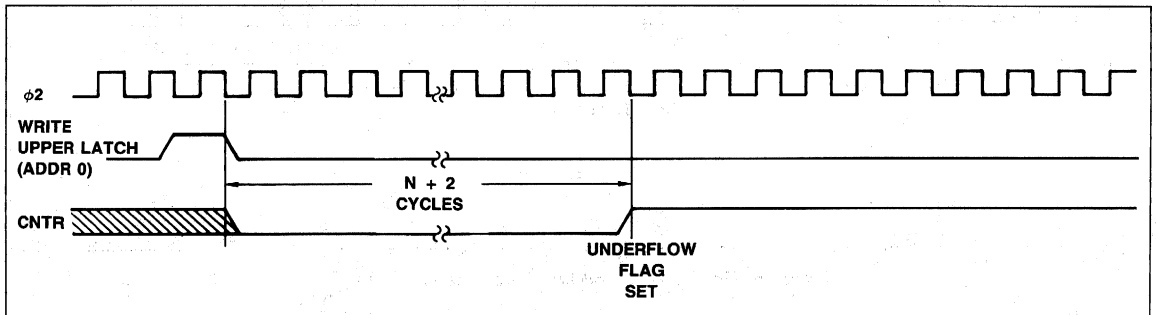 φ2
WRITE
UPPER LATCH
(ADDR 0)
N + 2
CYCLES
CNTR
UNDERFLOW
FLAG
SET